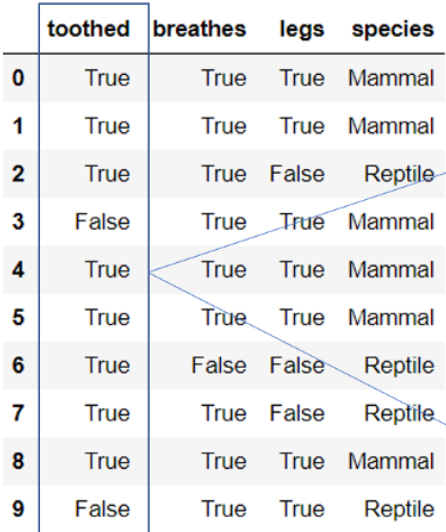 toothed breathes legs species
0 True True True Mammal
1 True True True Mammal
2 True True False Reptile
3 False True True Mammal
4 True True True Mammal
5 True True True Mammal
6 True False False Reptile
7 True True False Reptile
8 True True True Mammal
9 False True True Reptile